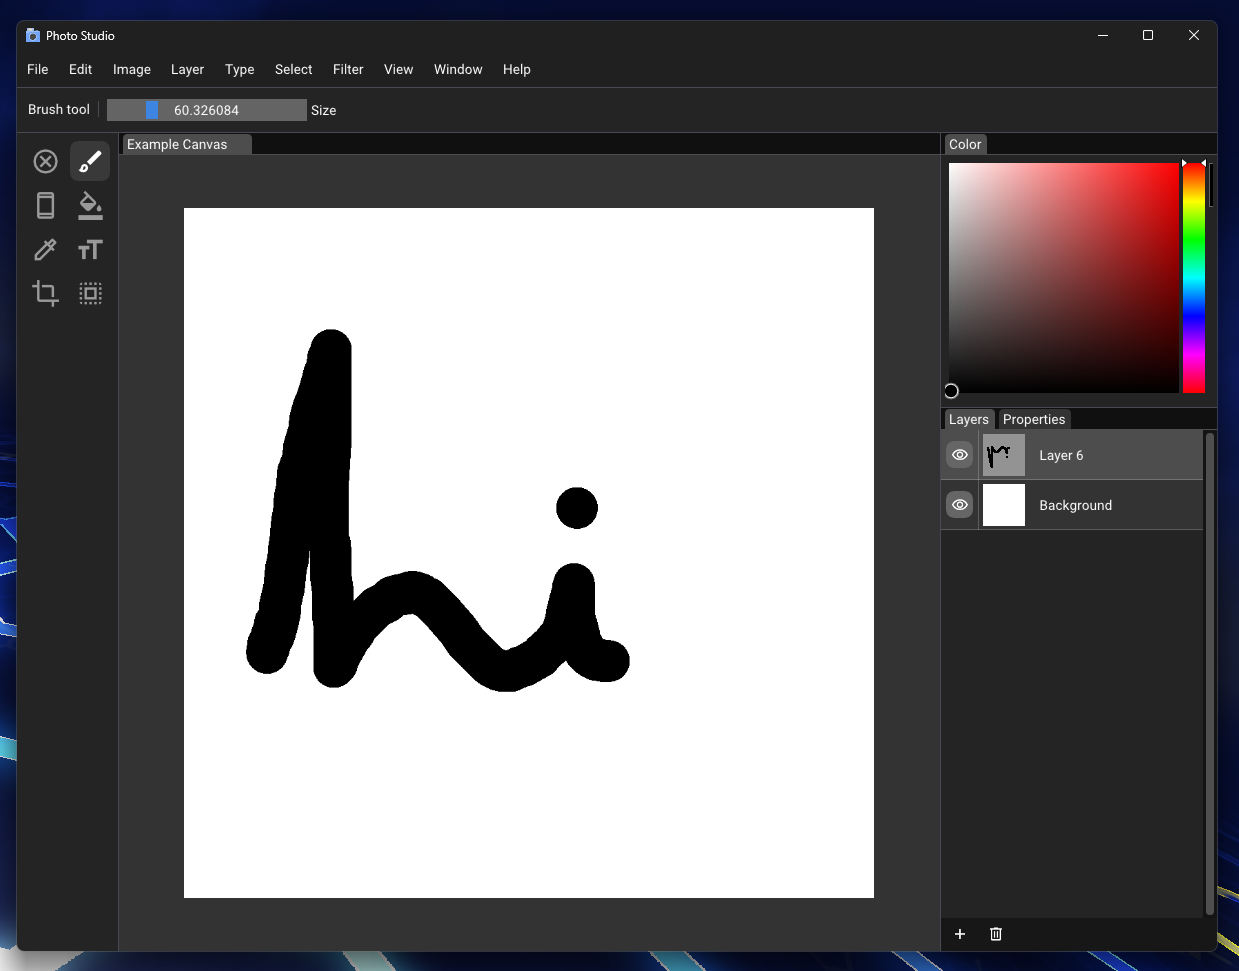 Photo Studio
File Edit Image Layer Type Select Filter View Window Help
Brush tool 60.326084 Size
Example Canvas
Color
hi
Layers Properties
Layer 6
Background